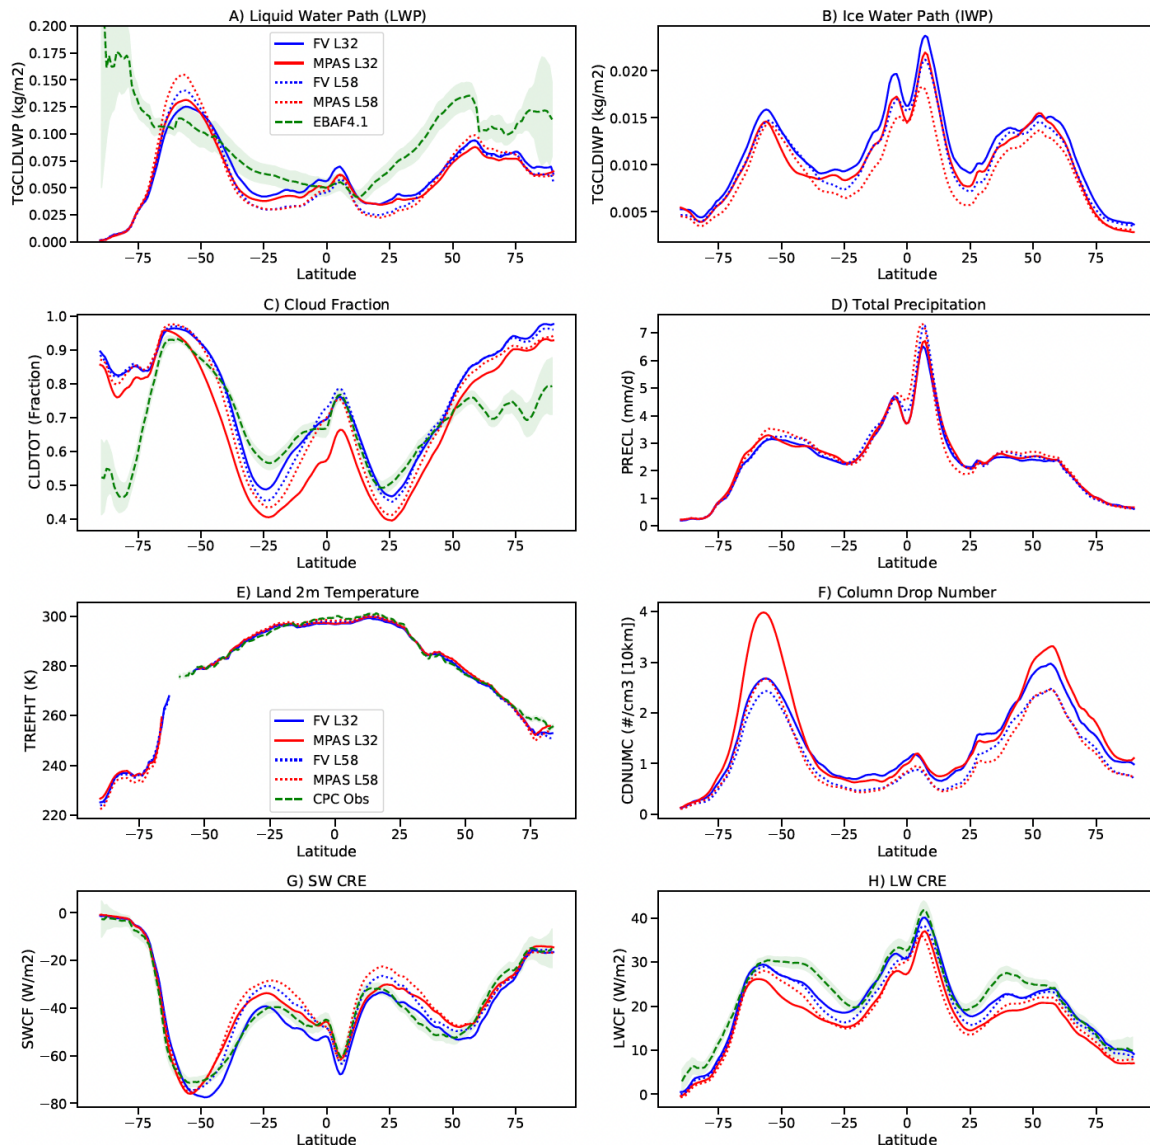 A) Liquid Water Path (LWP)
TGCLDLWP (kg/m2)
0.200
0.175
0.150
0.125
0.100
0.075
0.050
0.025
0.000
FV L32
MPAS L32
FV L58
MPAS L58
EBAF4.1
−75 −50 −25 0 25 50 75
Latitude
B) Ice Water Path (IWP)
TGCLDIWP (kg/m2)
0.020
0.015
0.010
0.005
−75 −50 −25 0 25 50 75
Latitude
C) Cloud Fraction
CLDTOT (Fraction)
1.0
0.9
0.8
0.7
0.6
0.5
0.4
−75 −50 −25 0 25 50 75
Latitude
D) Total Precipitation
PRECL (mm/d)
7
6
5
4
3
2
1
0
−75 −50 −25 0 25 50 75
Latitude
E) Land 2m Temperature
TREFHT (K)
300
280
260
240
220
FV L32
MPAS L32
FV L58
MPAS L58
CPC Obs
−75 −50 −25 0 25 50 75
Latitude
F) Column Drop Number
CDNUMC (#/cm3 [10km])
4
3
2
1
0
−75 −50 −25 0 25 50 75
Latitude
G) SW CRE
SWCF (W/m2)
0
−20
−40
−60
−80
−75 −50 −25 0 25 50 75
Latitude
H) LW CRE
LWCF (W/m2)
40
30
20
10
0
−75 −50 −25 0 25 50 75
Latitude